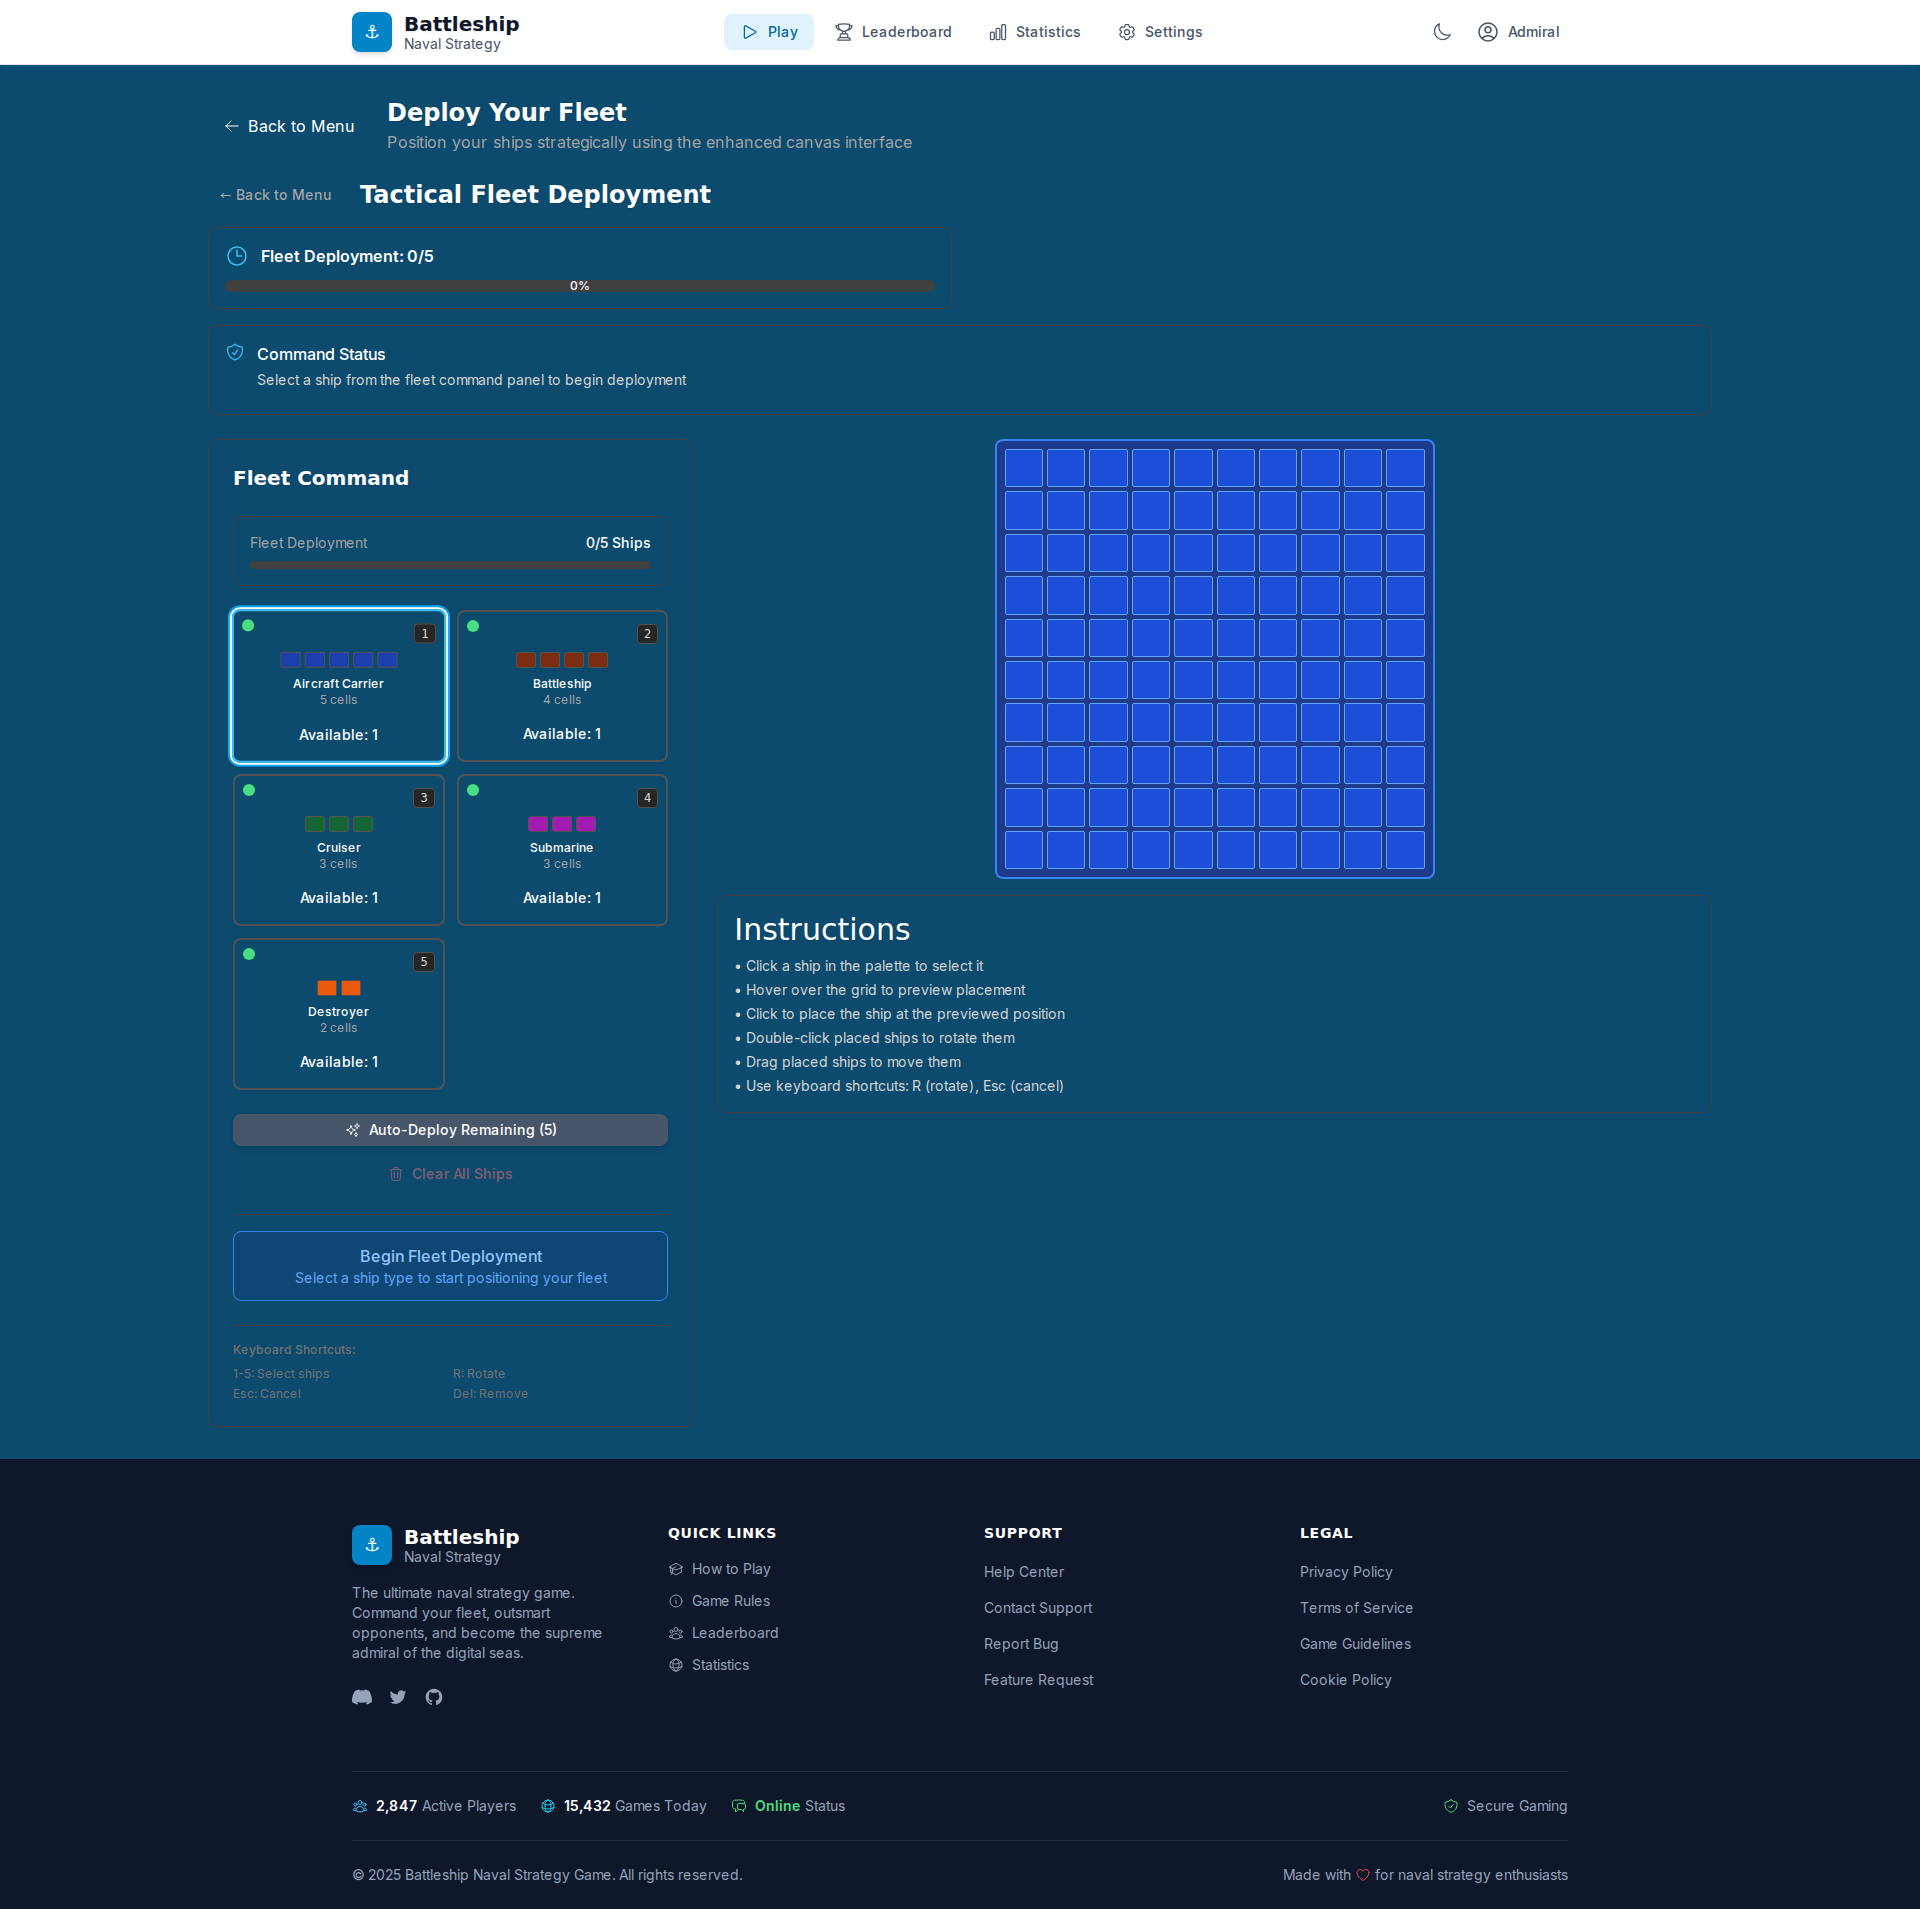 Battleship
Naval Strategy
Play
Leaderboard
Statistics
Settings
Admiral
Back to Menu
Deploy Your Fleet
Position your ships strategically using the enhanced canvas interface
← Back to Menu
Tactical Fleet Deployment
Fleet Deployment: 0/5
0%
Command Status
Select a ship from the fleet command panel to begin deployment
Fleet Command
Fleet Deployment
0/5 Ships
1
Aircraft Carrier
5 cells
Available: 1
2
Battleship
4 cells
Available: 1
3
Cruiser
3 cells
Available: 1
4
Submarine
3 cells
Available: 1
5
Destroyer
2 cells
Available: 1
Auto-Deploy Remaining (5)
Clear All Ships
Begin Fleet Deployment
Select a ship type to start positioning your fleet
Keyboard Shortcuts:
1-5: Select ships
R: Rotate
Esc: Cancel
Del: Remove
Instructions
• Click a ship in the palette to select it
• Hover over the grid to preview placement
• Click to place the ship at the previewed position
• Double-click placed ships to rotate them
• Drag placed ships to move them
• Use keyboard shortcuts: R (rotate), Esc (cancel)
Battleship
Naval Strategy
The ultimate naval strategy game.
Command your fleet, outsmart
opponents, and become the supreme
admiral of the digital seas.
QUICK LINKS
How to Play
Game Rules
Leaderboard
Statistics
SUPPORT
Help Center
Contact Support
Report Bug
Feature Request
LEGAL
Privacy Policy
Terms of Service
Game Guidelines
Cookie Policy
2,847 Active Players
15,432 Games Today
Online Status
Secure Gaming
© 2025 Battleship Naval Strategy Game. All rights reserved.
Made with ♡ for naval strategy enthusiasts